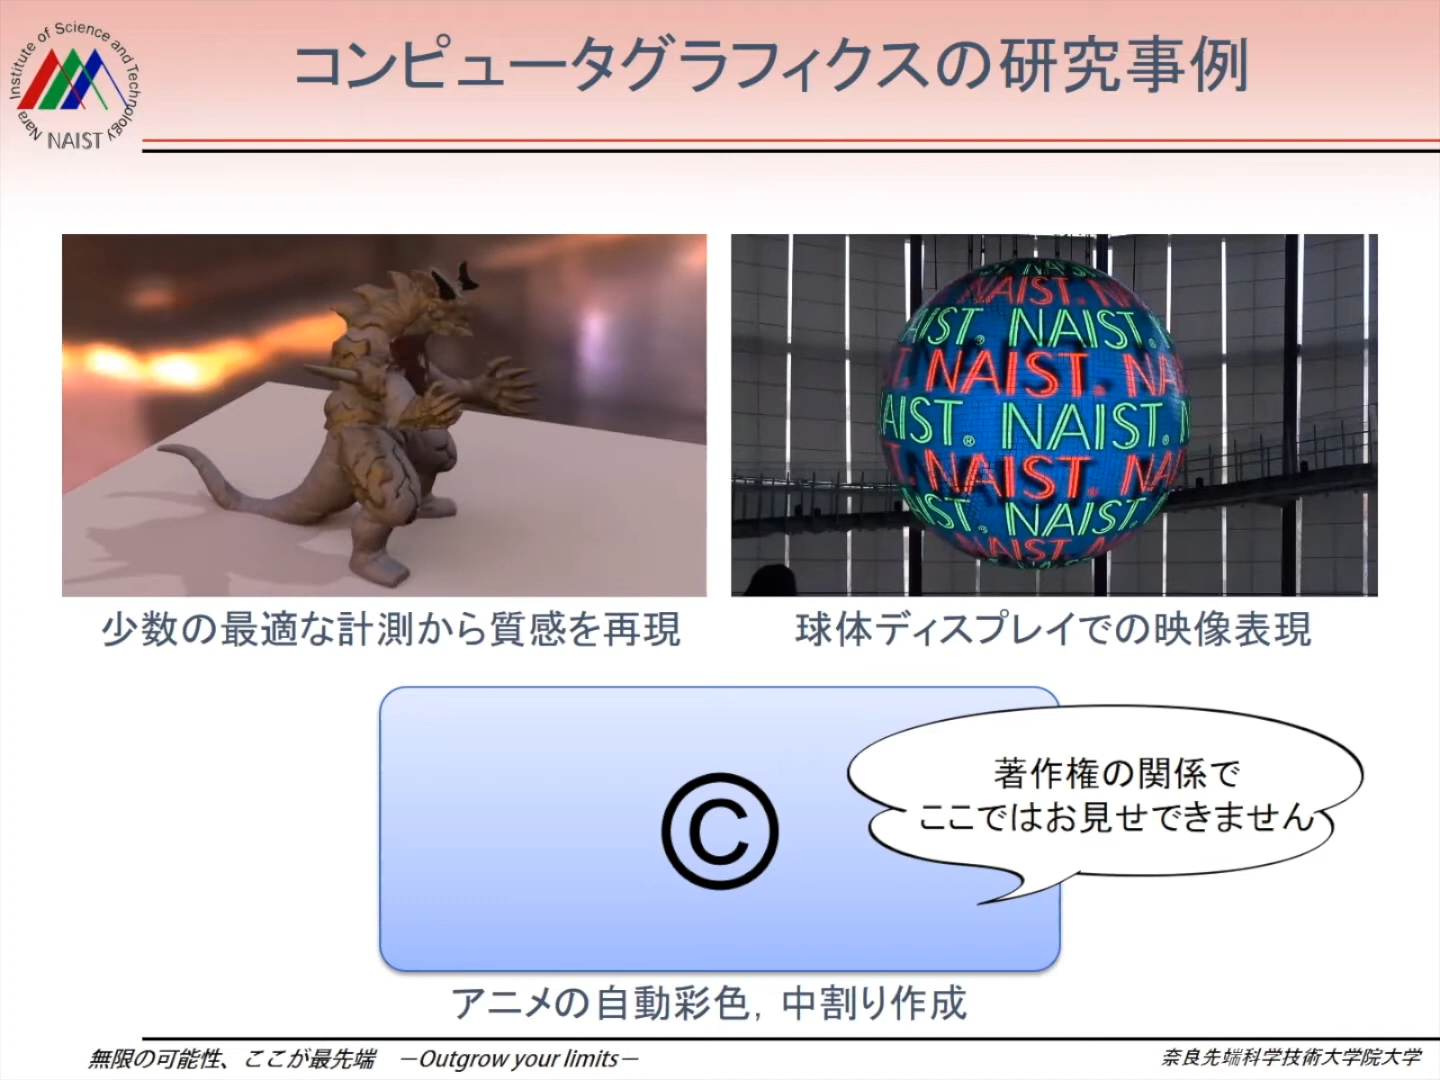 Nara Institute of Science and Technology
NAIST
コンピュータグラフィクスの研究事例
NAIST. N
AIST. NAIST.
NAIST. NA
AIST. NAIST.
NAIST. NA
AIST. NAIST.
NAIST
少数の最適な計測から質感を再現
球体ディスプレイでの映像表現
©
著作権の関係で
ここではお見せできません
アニメの自動彩色，中割り作成
無限の可能性、ここが最先端 －Outgrow your limits－
奈良先端科学技術大学院大学